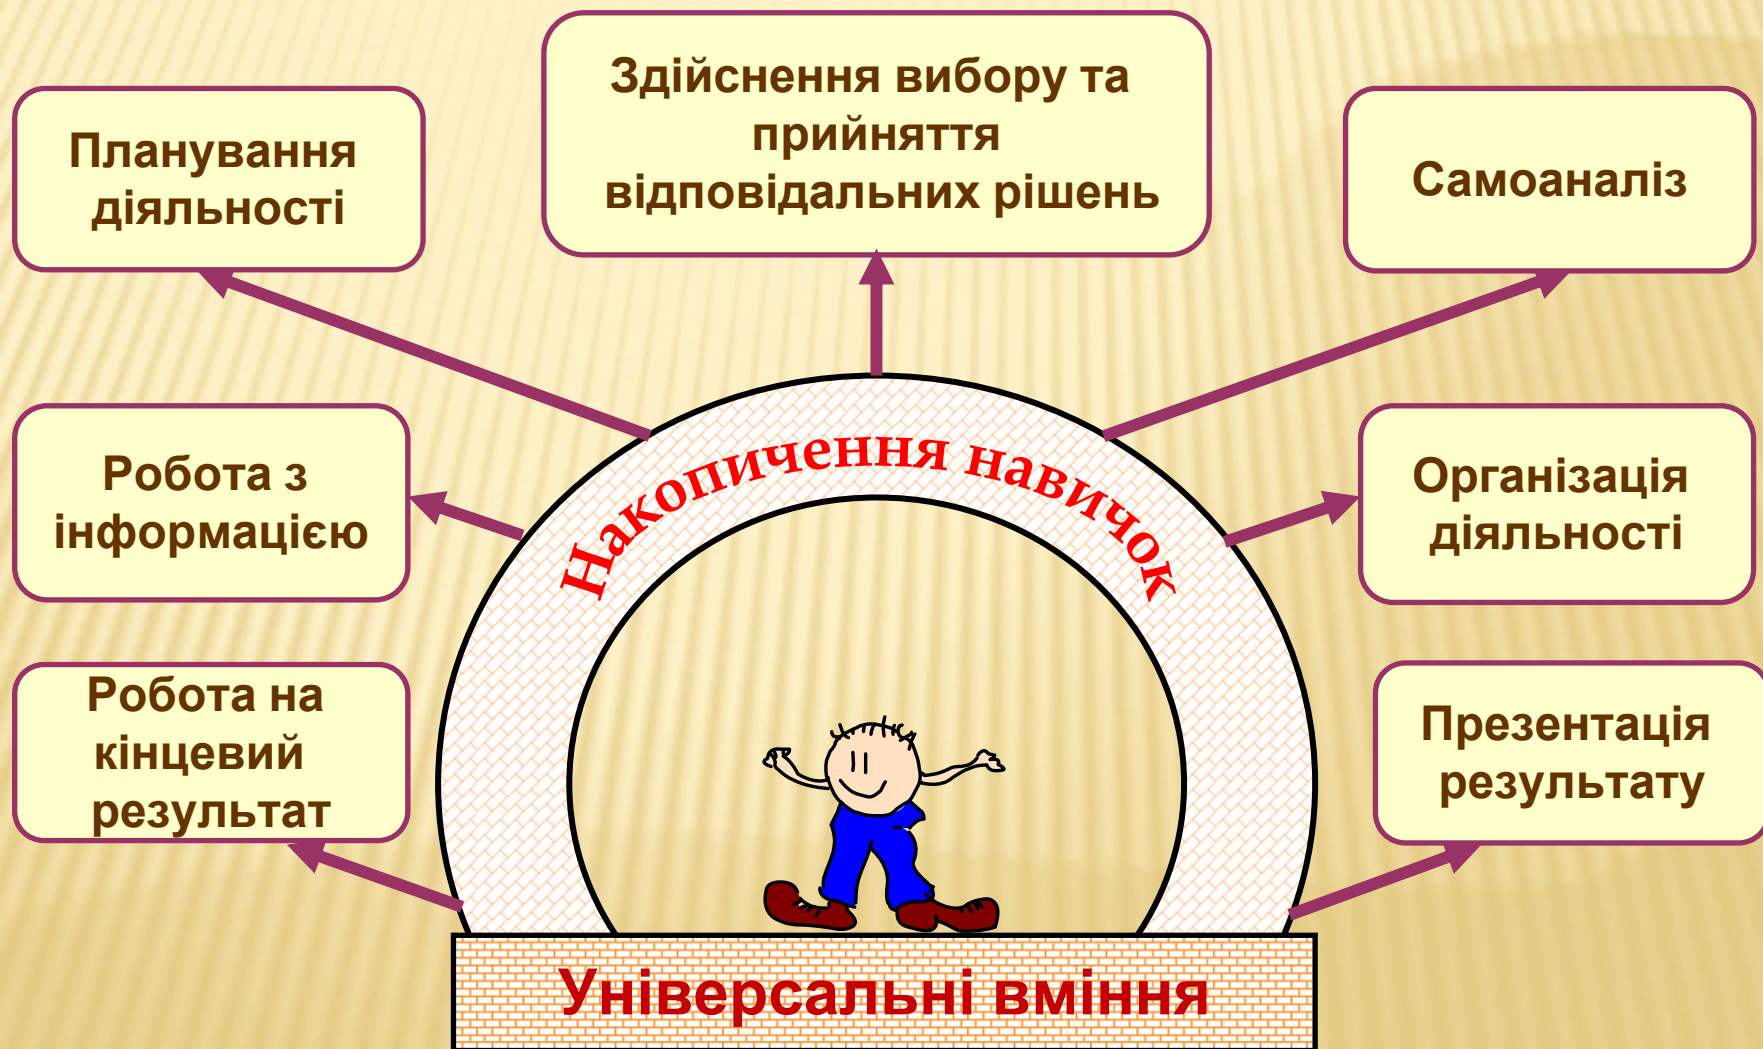 Здійснення вибору та
прийняття
відповідальних рішень
Планування
діяльності
Самоаналіз
Робота з
інформацією
Організація
діяльності
Робота на
кінцевий
результат
Презентація
результату
Накопичення навичок
Універсальні вміння